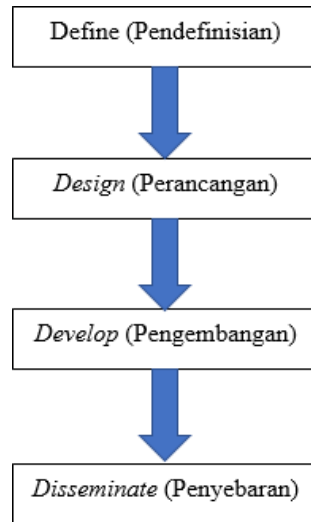 Define (Pendefinisian)
Design (Perancangan)
Develop (Pengembangan)
Disseminate (Penyebaran)